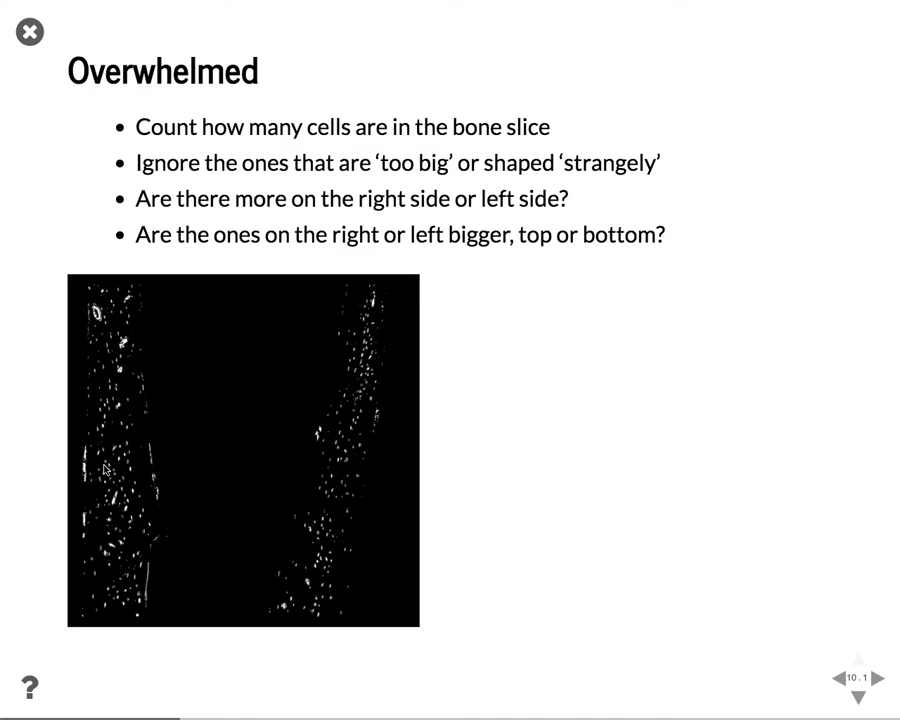 Overwhelmed
Count how many cells are in the bone slice
Ignore the ones that are ‘too big’ or shaped ‘strangely’
Are there more on the right side or left side?
Are the ones on the right or left bigger, top or bottom?
?
10 . 1